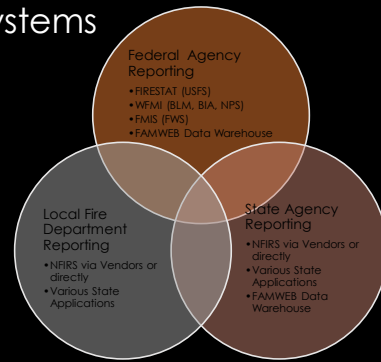 ystems
Federal Agency
Reporting
•FIRESTAT (USFS)
•WFMI (BLM, BIA, NPS)
•FMIS (FWS)
•FAMWEB Data Warehouse
Local Fire
Department
Reporting
•NFIRS via Vendors or
directly
•Various State
Applications
State Agency
Reporting
•NFIRS via Vendors or
directly
•Various State
Applications
•FAMWEB Data
Warehouse